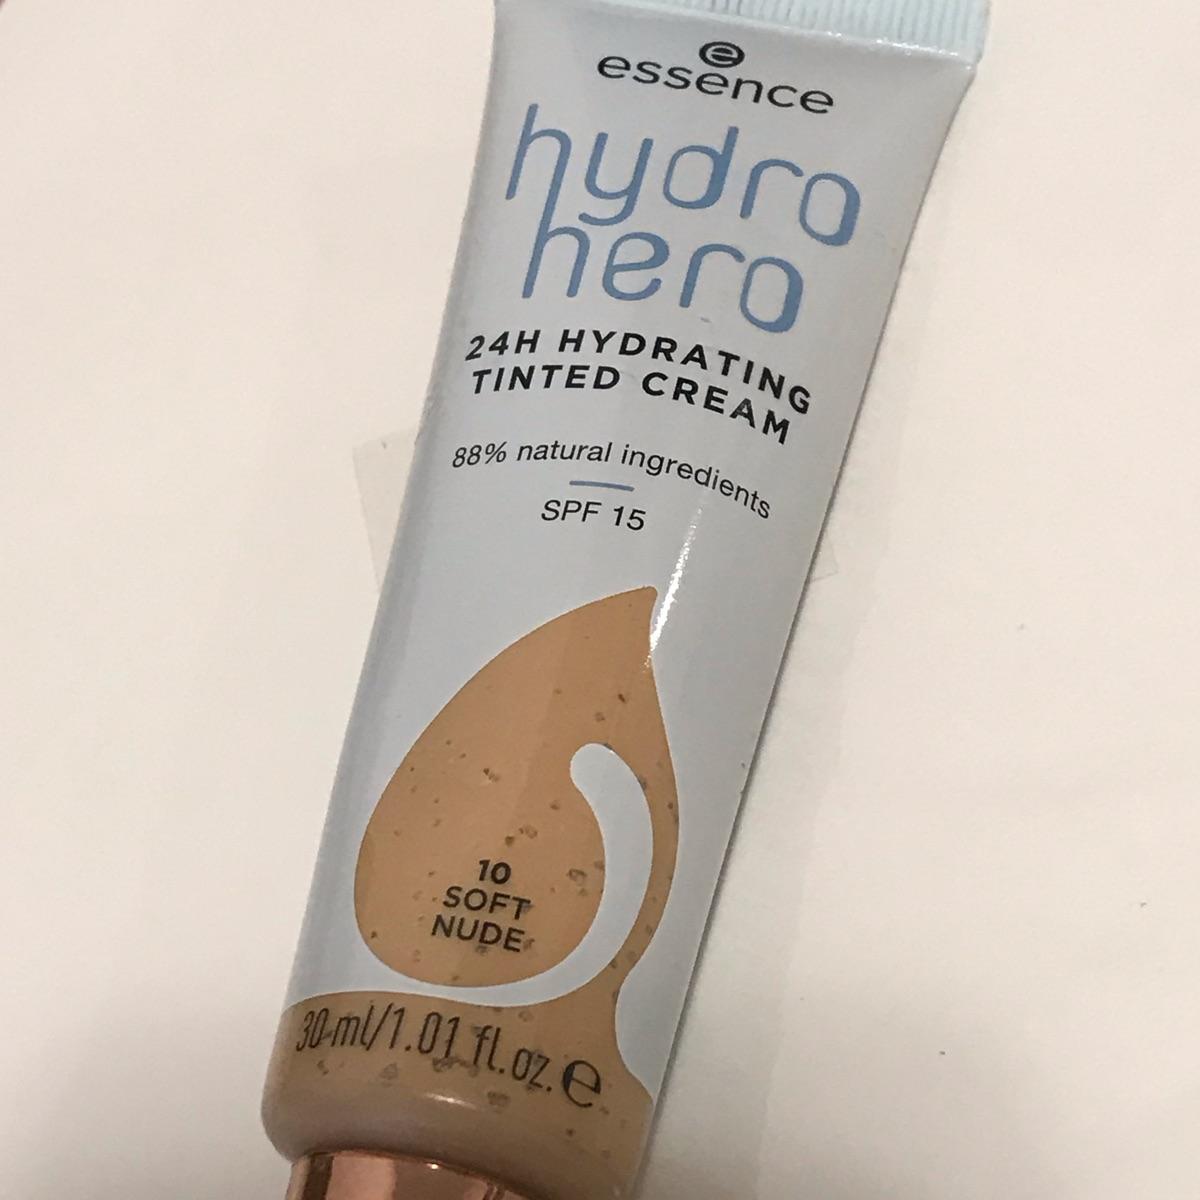 essence
hydro
hero
24H HYDRATING
TINTED CREAM
88% natural ingredients
SPF 15
10
SOFT
NUDE
30 ml/1.01 fl.oz. e